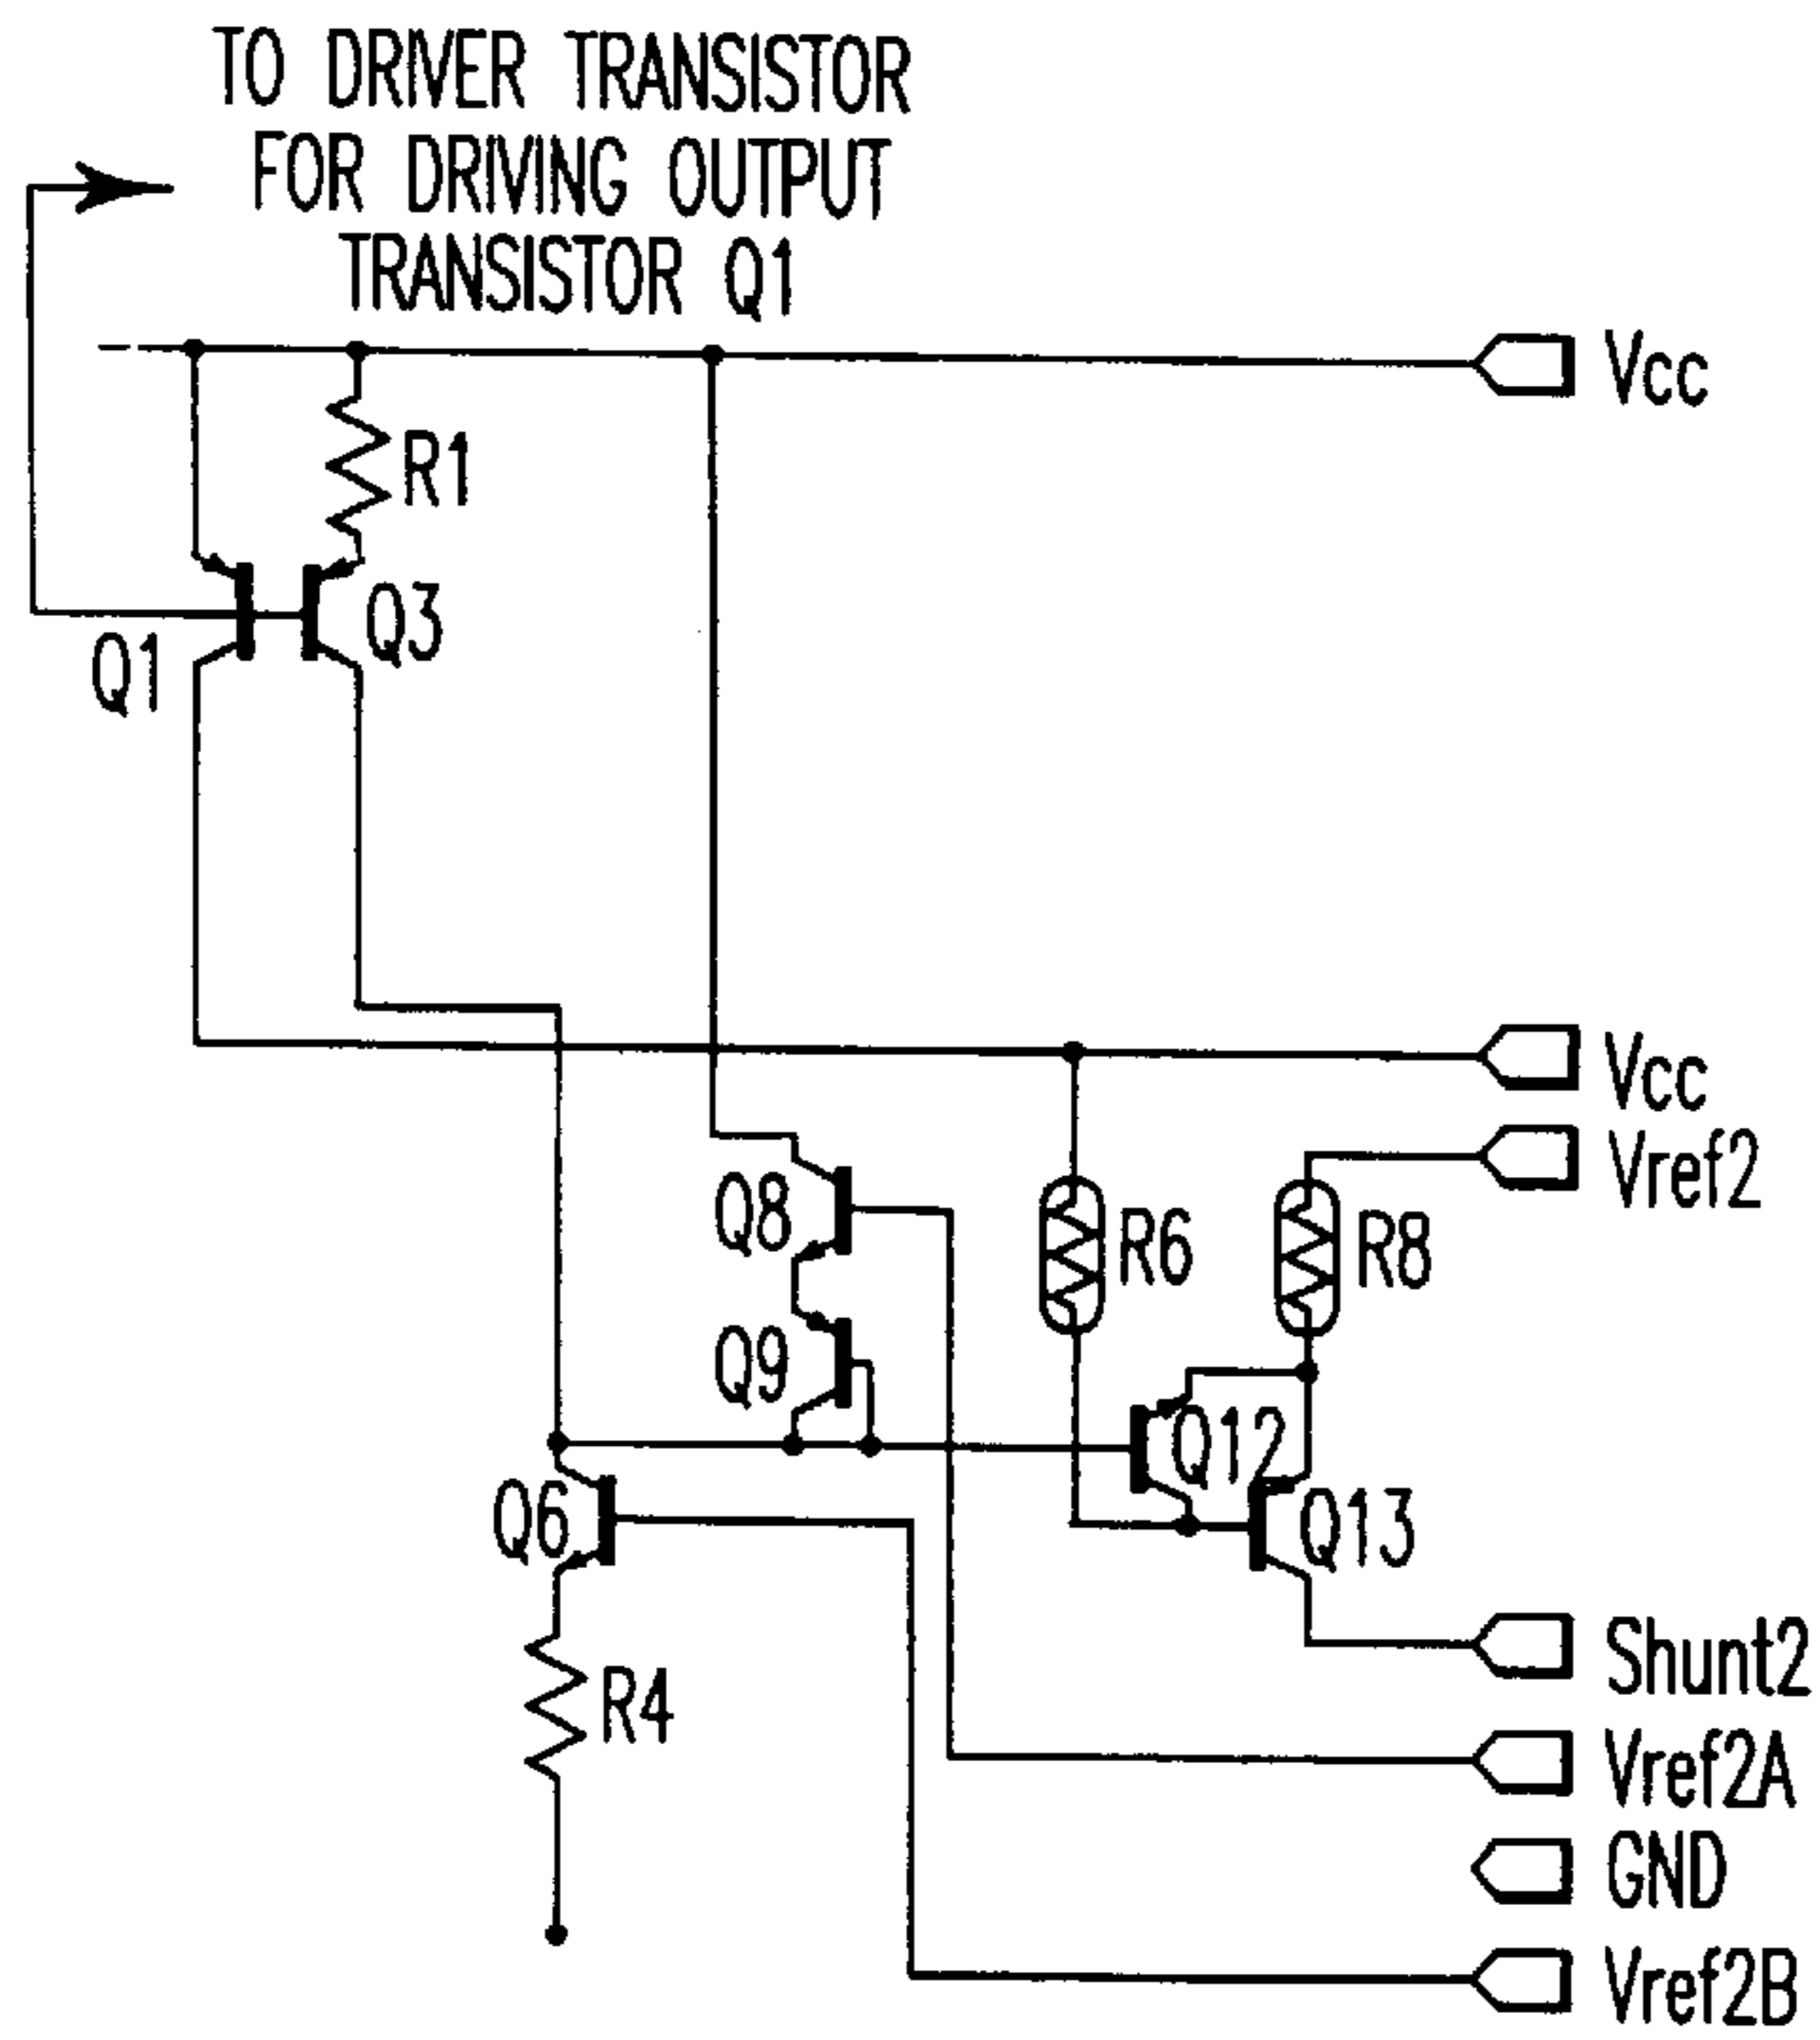 TO DRIVER TRANSISTOR
FOR DRIVING OUTPUT
TRANSISTOR Q1
Vcc
R1
Q3
Q1
Vcc
Vref2
Q8
R6
R8
Q9
Q12
Q6
Q13
Shunt2
R4
Vref2A
GND
Vref2B